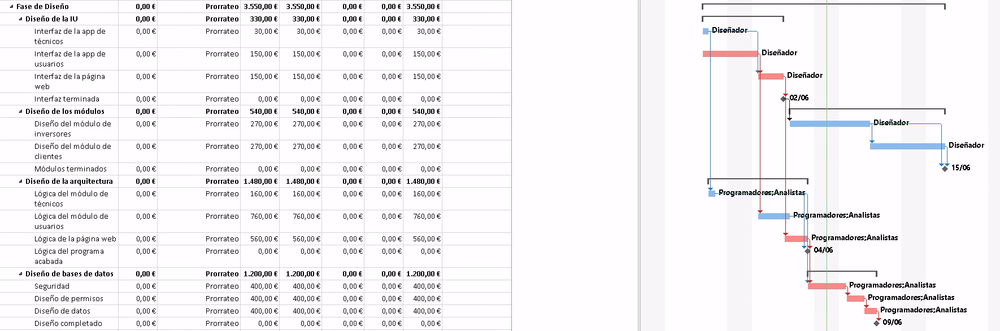 Fase de Diseño 0,00 € Prorrateo 3.550,00 € 3.550,00 € 0,00 € 0,00 € 3.550,00 €
Diseño de la IU 0,00 € Prorrateo 330,00 € 330,00 € 0,00 € 0,00 € 330,00 €
Interfaz de la app de 0,00 € Prorrateo 30,00 € 30,00 € 0,00 € 0,00 € 30,00 € Diseñador
técnicos
Interfaz de la app de 0,00 € Prorrateo 150,00 € 150,00 € 0,00 € 0,00 € 150,00 € Diseñador
usuarios
Interfaz de la página 0,00 € Prorrateo 150,00 € 150,00 € 0,00 € 0,00 € 150,00 € Diseñador
web
Interfaz terminada 0,00 € Prorrateo 0,00 € 0,00 € 0,00 € 0,00 € 0,00 € 02/06
Diseño de los módulos 0,00 € Prorrateo 540,00 € 540,00 € 0,00 € 0,00 € 540,00 €
Diseño del módulo de 0,00 € Prorrateo 270,00 € 270,00 € 0,00 € 0,00 € 270,00 € Diseñador
inversores
Diseño del módulo de 0,00 € Prorrateo 270,00 € 270,00 € 0,00 € 0,00 € 270,00 € Diseñador
clientes
Módulos terminados 0,00 € Prorrateo 0,00 € 0,00 € 0,00 € 0,00 € 0,00 € 15/06
Diseño de la arquitectura 0,00 € Prorrateo 1.480,00 € 1.480,00 € 0,00 € 0,00 € 1.480,00 €
Lógica del módulo de 0,00 € Prorrateo 160,00 € 160,00 € 0,00 € 0,00 € 160,00 € Programadores;Analistas
técnicos
Lógica del módulo de 0,00 € Prorrateo 760,00 € 760,00 € 0,00 € 0,00 € 760,00 € Programadores;Analistas
usuarios
Lógica de la página web 0,00 € Prorrateo 560,00 € 560,00 € 0,00 € 0,00 € 560,00 € Programadores;Analistas
Lógica del programa 0,00 € Prorrateo 0,00 € 0,00 € 0,00 € 0,00 € 0,00 € 04/06
acabada
Diseño de bases de datos 0,00 € Prorrateo 1.200,00 € 1.200,00 € 0,00 € 0,00 € 1.200,00 €
Seguridad 0,00 € Prorrateo 400,00 € 400,00 € 0,00 € 0,00 € 400,00 € Programadores;Analistas
Diseño de permisos 0,00 € Prorrateo 400,00 € 400,00 € 0,00 € 0,00 € 400,00 € Programadores;Analistas
Diseño de datos 0,00 € Prorrateo 400,00 € 400,00 € 0,00 € 0,00 € 400,00 € Programadores;Analistas
Diseño completado 0,00 € Prorrateo 0,00 € 0,00 € 0,00 € 0,00 € 0,00 € 09/06